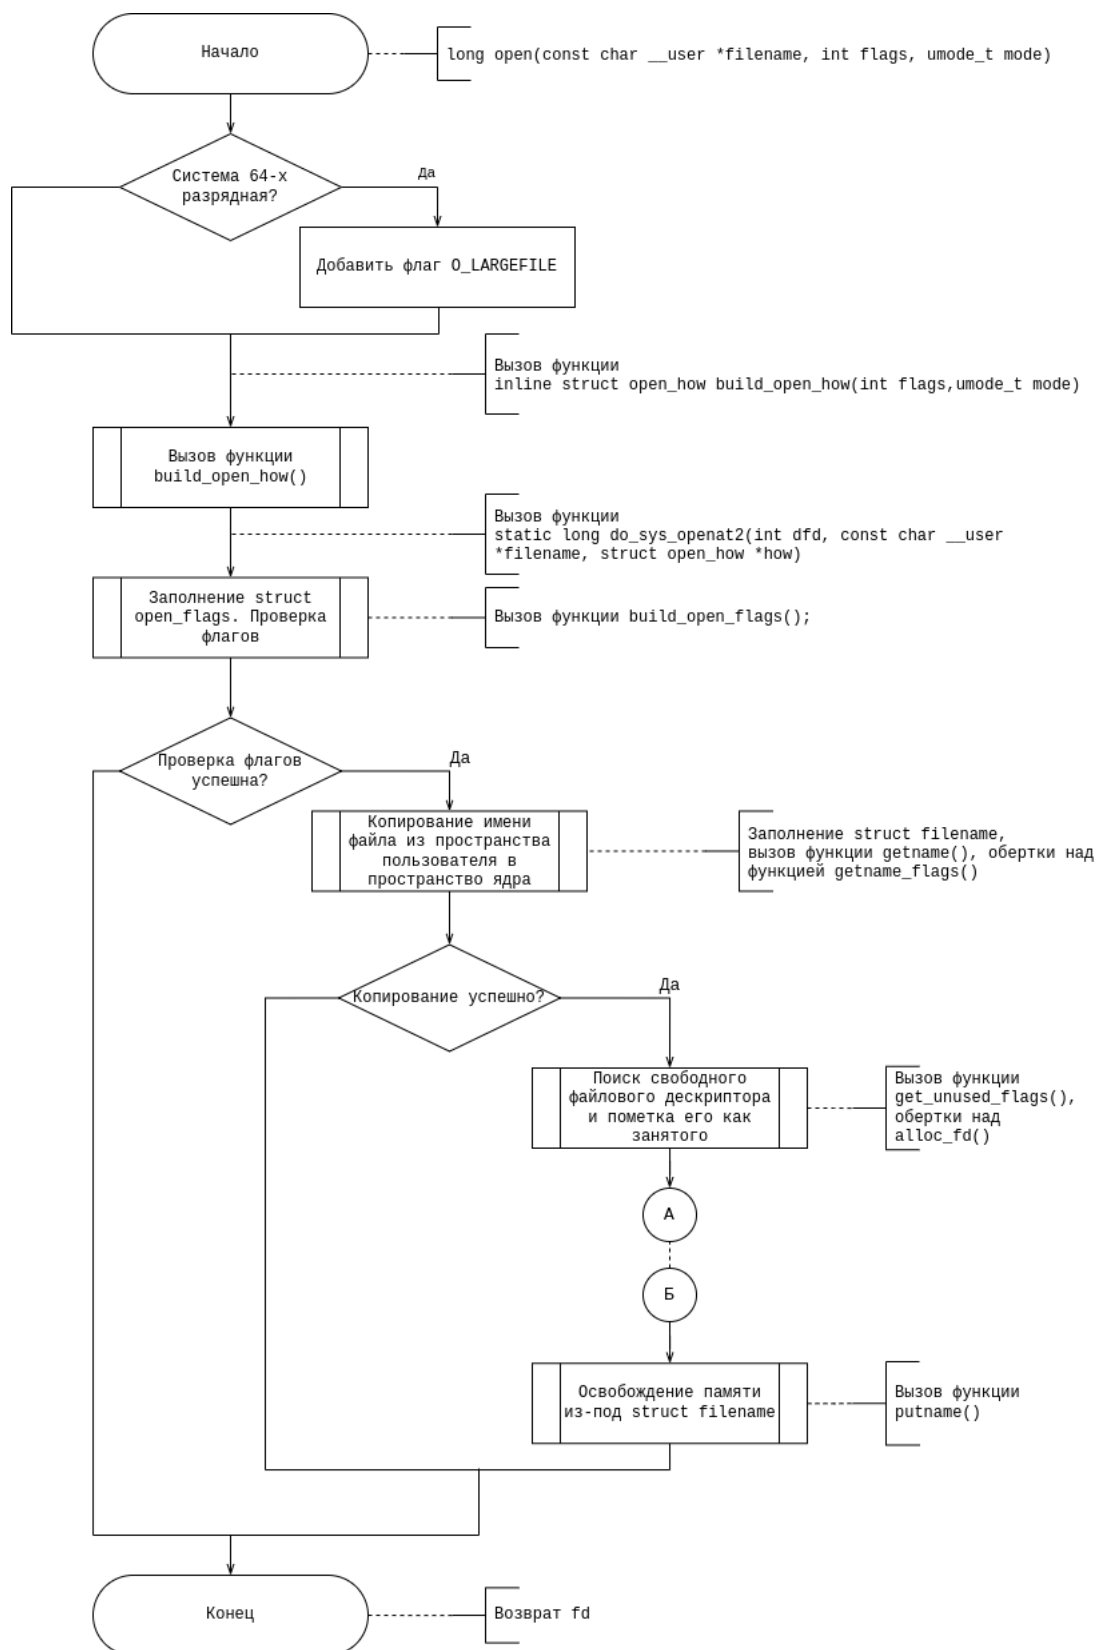 Начало
long open(const char __user *filename, int flags, umode_t mode)
Система 64-х
разрядная?
Да
Добавить флаг O_LARGEFILE
Вызов функции
inline struct open_how build_open_how(int flags,umode_t mode)
Вызов функции
build_open_how()
Вызов функции
static long do_sys_openat2(int dfd, const char __user
*filename, struct open_how *how)
Заполнение struct
open_flags. Проверка
флагов
Вызов функции build_open_flags();
Проверка флагов
успешна?
Да
Копирование имени
файла из пространства
пользователя в
пространство ядра
Заполнение struct filename,
вызов функции getname(), обертки над
функцией getname_flags()
Копирование успешно?
Да
Поиск свободного
файлового дескриптора
и пометка его как
занятого
Вызов функции
get_unused_flags(),
обертки над
alloc_fd()
А
Б
Освобождение памяти
из-под struct filename
Вызов функции
putname()
Конец
Возврат fd